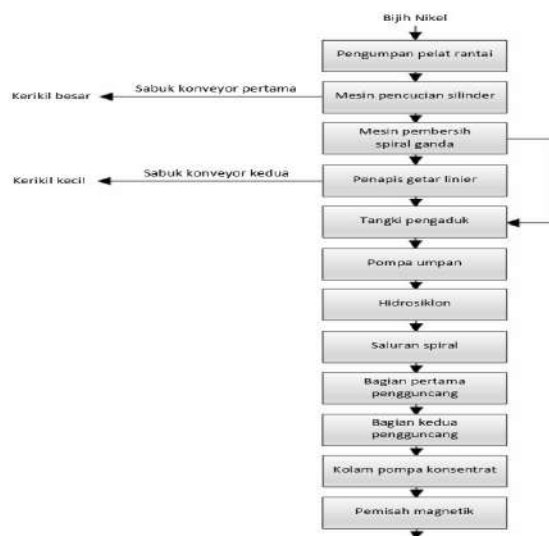 Bijih Nikel
Pengumpan pelat rantai
Sabuk konveyor pertama
Kerikil besar
Mesin pencucian silinder
Mesin pembersih
spiral ganda
Sabuk konveyor kedua
Kerikil kecil
Penapis getar linier
Tangki pengaduk
Pompa umpan
Hidrosiklon
Saluran spiral
Bagian pertama
pengguncang
Bagian kedua
pengguncang
Kolam pompa konsentrat
Pemisah magnetik